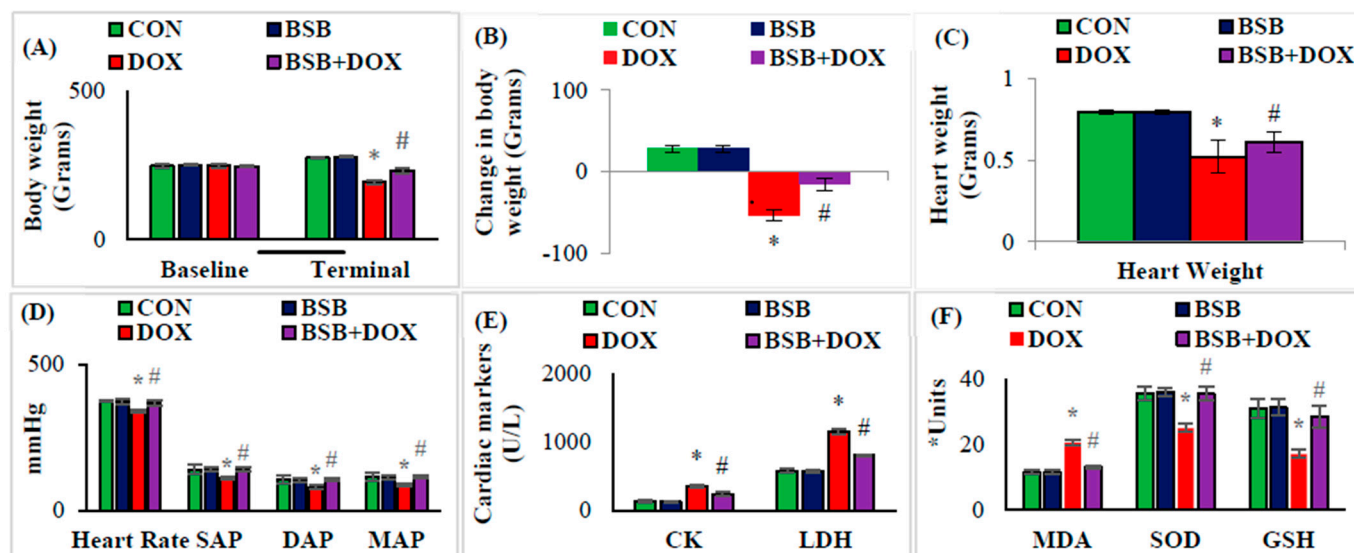 (A)
CON BSB
DOX BSB+DOX
Body weight
(Grams)
500
0
*
#
Baseline Terminal
(B)
CON BSB
DOX BSB+DOX
Change in body
weight (Grams)
100
0
-100
*
#
(C)
CON BSB
DOX BSB+DOX
Heart weight
(Grams)
1
0.5
0
*
#
Heart Weight
(D)
CON BSB
DOX BSB+DOX
mmHg
500
0
* #
* #
* #
* #
Heart Rate SAP DAP MAP
(E)
CON BSB
DOX BSB+DOX
Cardiac markers
(U/L)
2000
1000
0
* #
* #
CK LDH
(F)
CON BSB
DOX BSB+DOX
*Units
40
20
0
* #
* #
* #
MDA SOD GSH